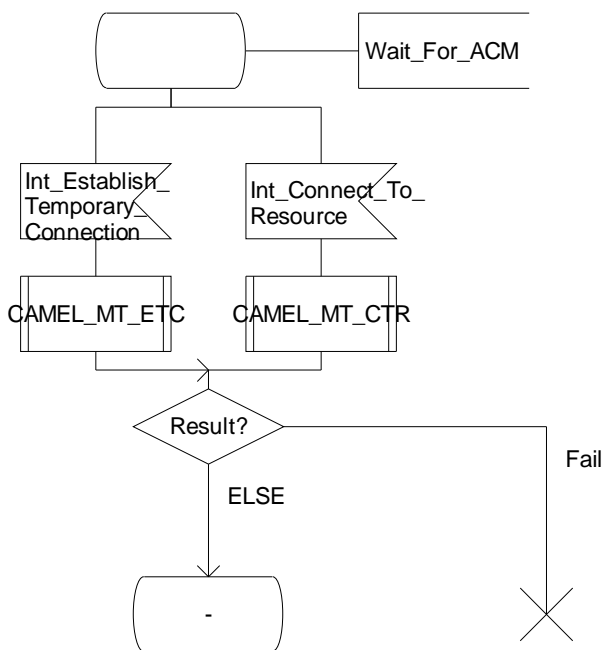 Wait_For_ACM
Int_Establish_
Temporary_
Connection
Int_Connect_To_
Resource
CAMEL_MT_ETC
CAMEL_MT_CTR
Result?
Fail
ELSE
-